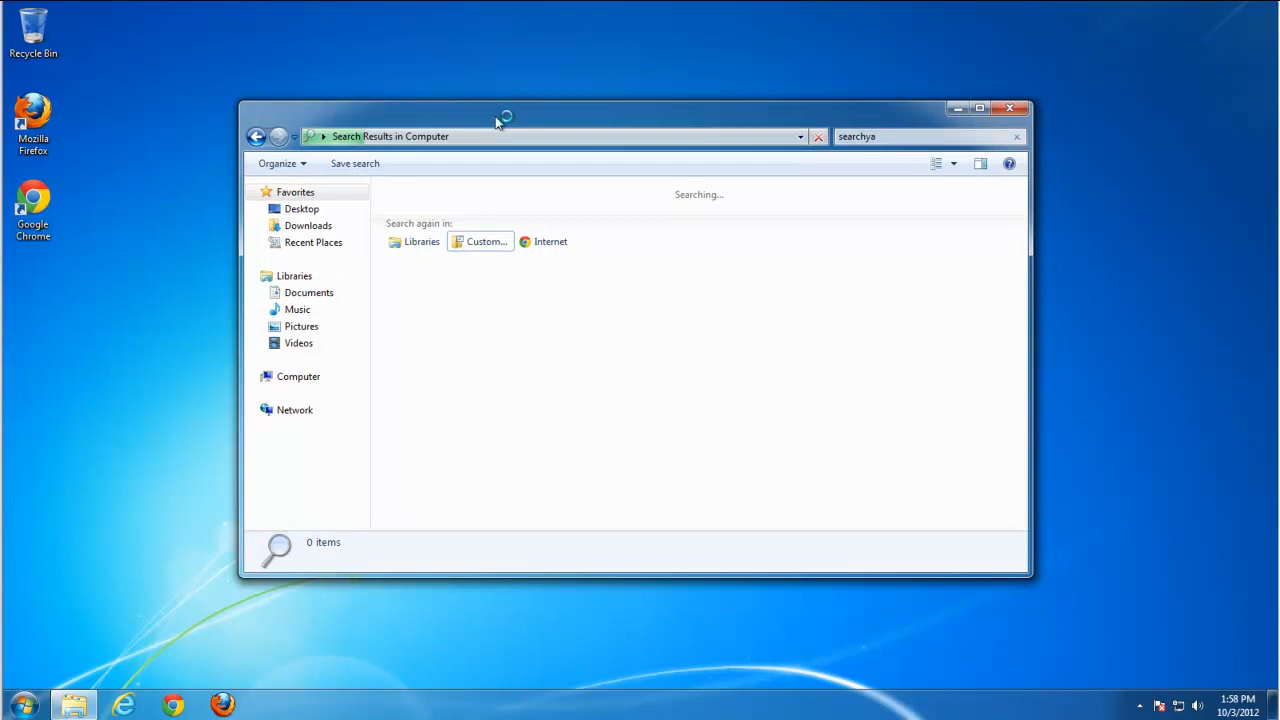 Recycle Bin
Mozilla
Firefox
Google
Chrome
Search Results in Computer
searchya
Organize
Save search
Favorites
Desktop
Downloads
Recent Places
Libraries
Documents
Music
Pictures
Videos
Computer
Network
Searching...
Search again in:
Libraries
Custom...
Internet
0 items
1:58 PM
10/3/2012